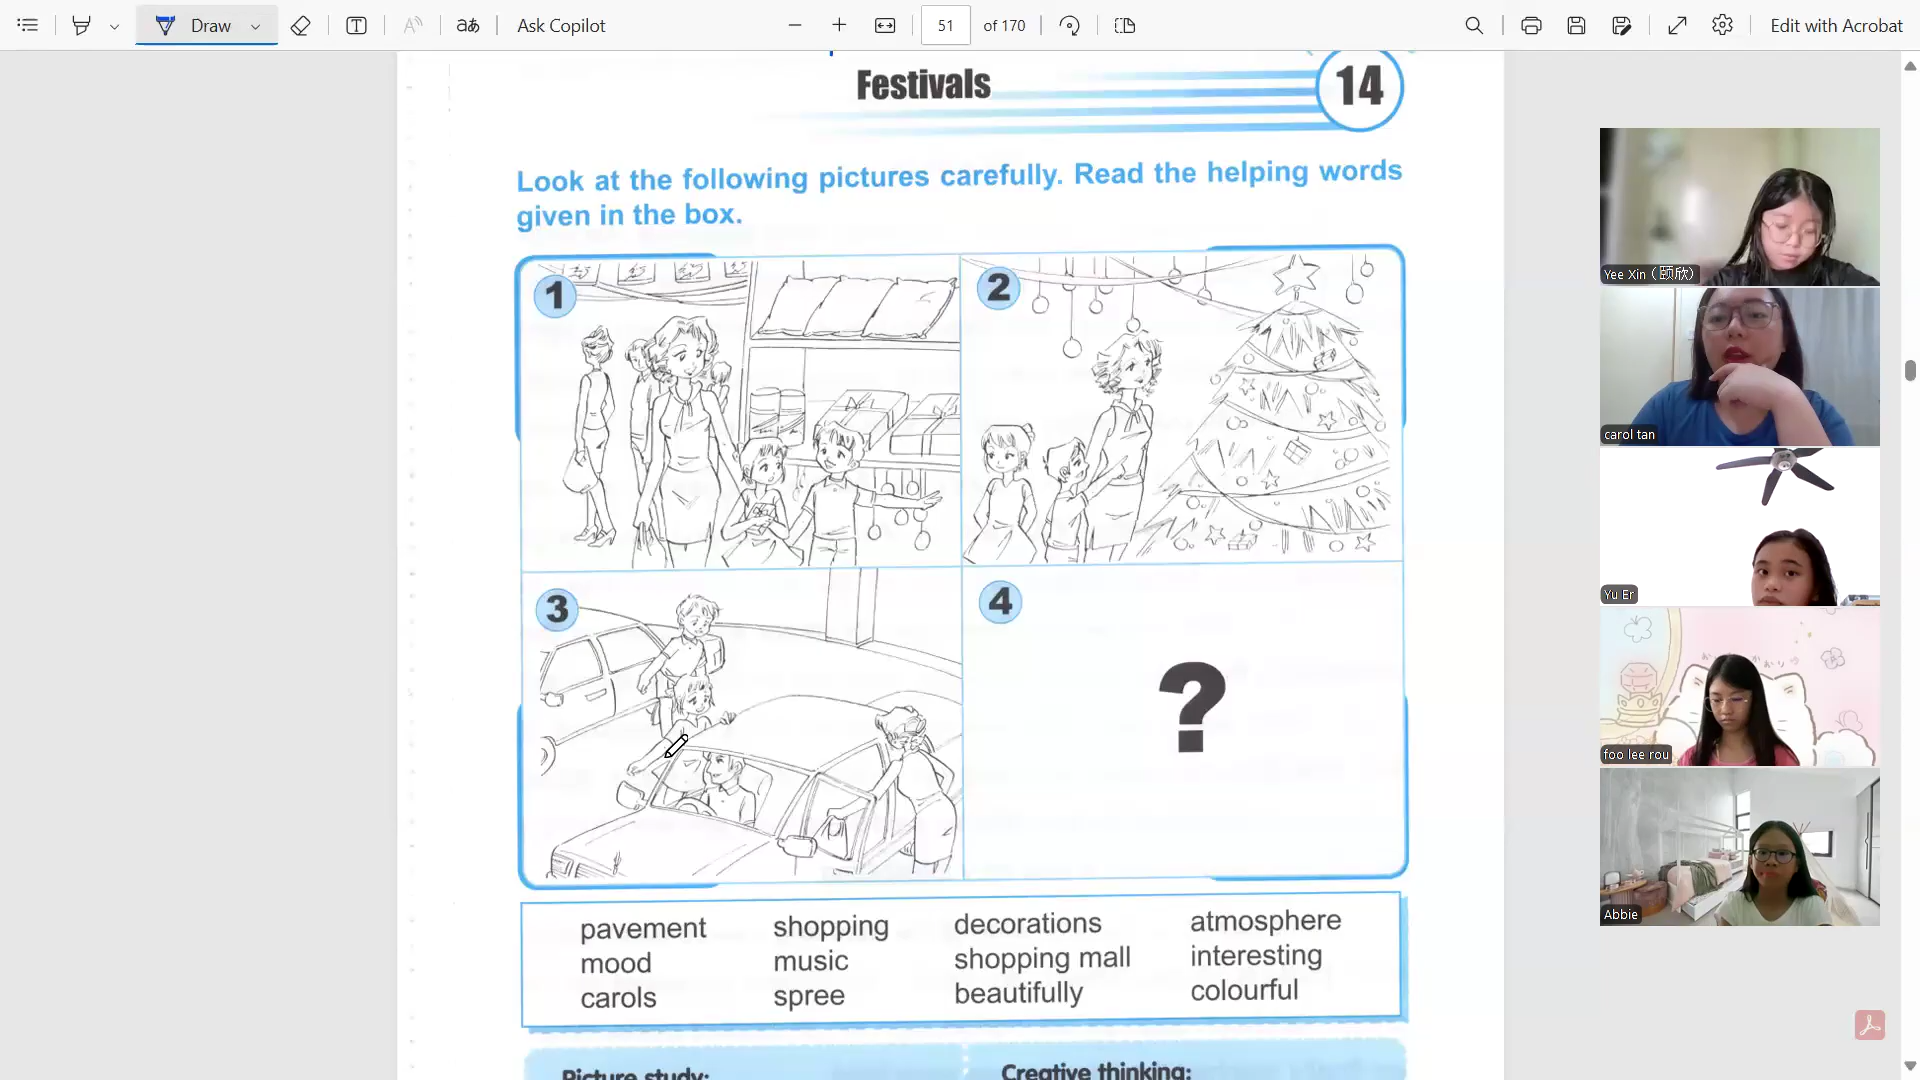 Draw
Ask Copilot
51 of 170
Edit with Acrobat
Festivals
14
Look at the following pictures carefully. Read the helping words
given in the box.
1
2
3
4
?
pavement shopping decorations atmosphere
mood music shopping mall interesting
carols spree beautifully colourful
Picture study:
Creative thinking:
Yee Xin (颐欣)
carol tan
Yu Er
foo lee rou
Abbie